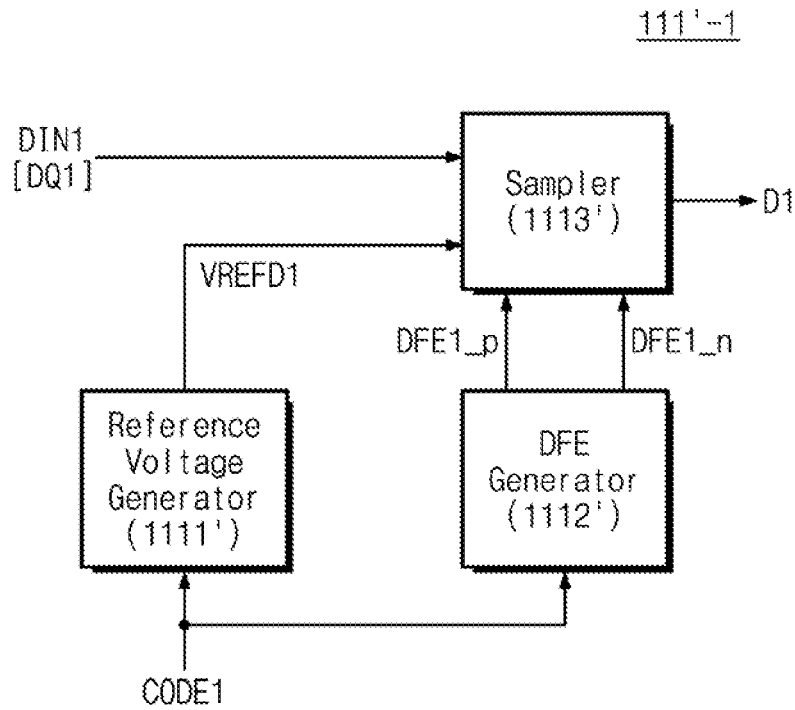 111'-1
DIN1
[DQ1]
Sampler
(1113')
D1
VREFD1
DFE1_p
DFE1_n
Reference
Voltage
Generator
(1111')
DFE
Generator
(1112')
CODE1